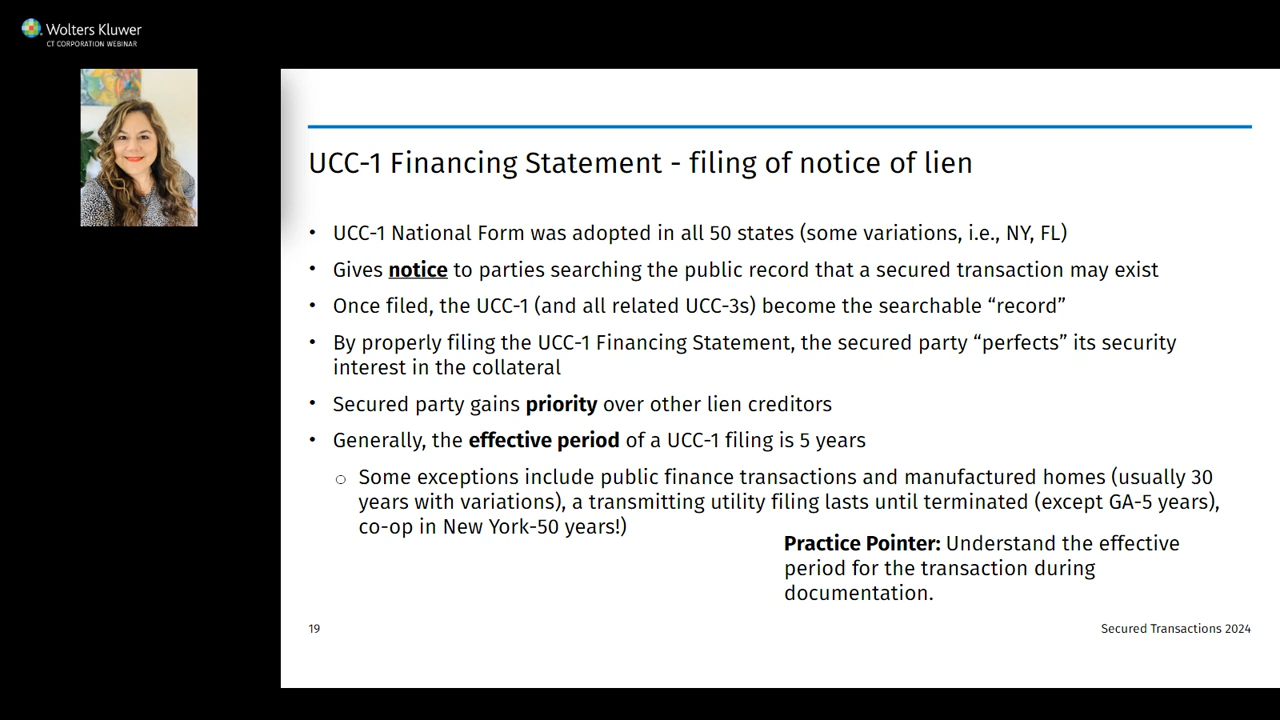 Wolters Kluwer
CT CORPORATION WEBINAR
UCC-1 Financing Statement - filing of notice of lien
• UCC-1 National Form was adopted in all 50 states (some variations, i.e., NY, FL)
• Gives notice to parties searching the public record that a secured transaction may exist
• Once filed, the UCC-1 (and all related UCC-3s) become the searchable “record”
• By properly filing the UCC-1 Financing Statement, the secured party “perfects” its security
interest in the collateral
• Secured party gains priority over other lien creditors
• Generally, the effective period of a UCC-1 filing is 5 years
○ Some exceptions include public finance transactions and manufactured homes (usually 30
years with variations), a transmitting utility filing lasts until terminated (except GA-5 years),
co-op in New York-50 years!)
Practice Pointer: Understand the effective
period for the transaction during
documentation.
19
Secured Transactions 2024